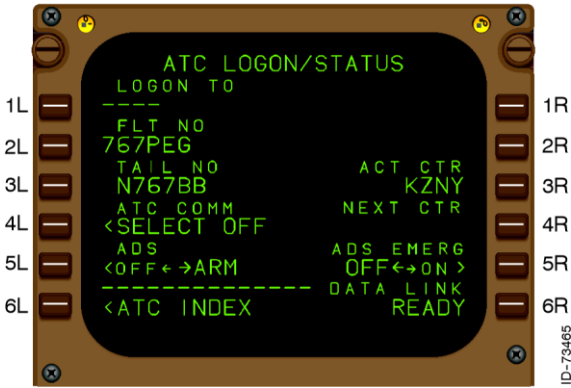 ATC LOGON/STATUS
LOGON TO
----
1L 1R
FLT NO
2L 767PEG 2R
TAIL NO ACT CTR
3L N767BB KZNY 3R
ATC COMM NEXT CTR
4L <SELECT OFF 4R
ADS ADS EMERG
5L <OFF←→ARM OFF←→ON> 5R
--------------- DATA LINK
6L <ATC INDEX READY 6R
ID-73465